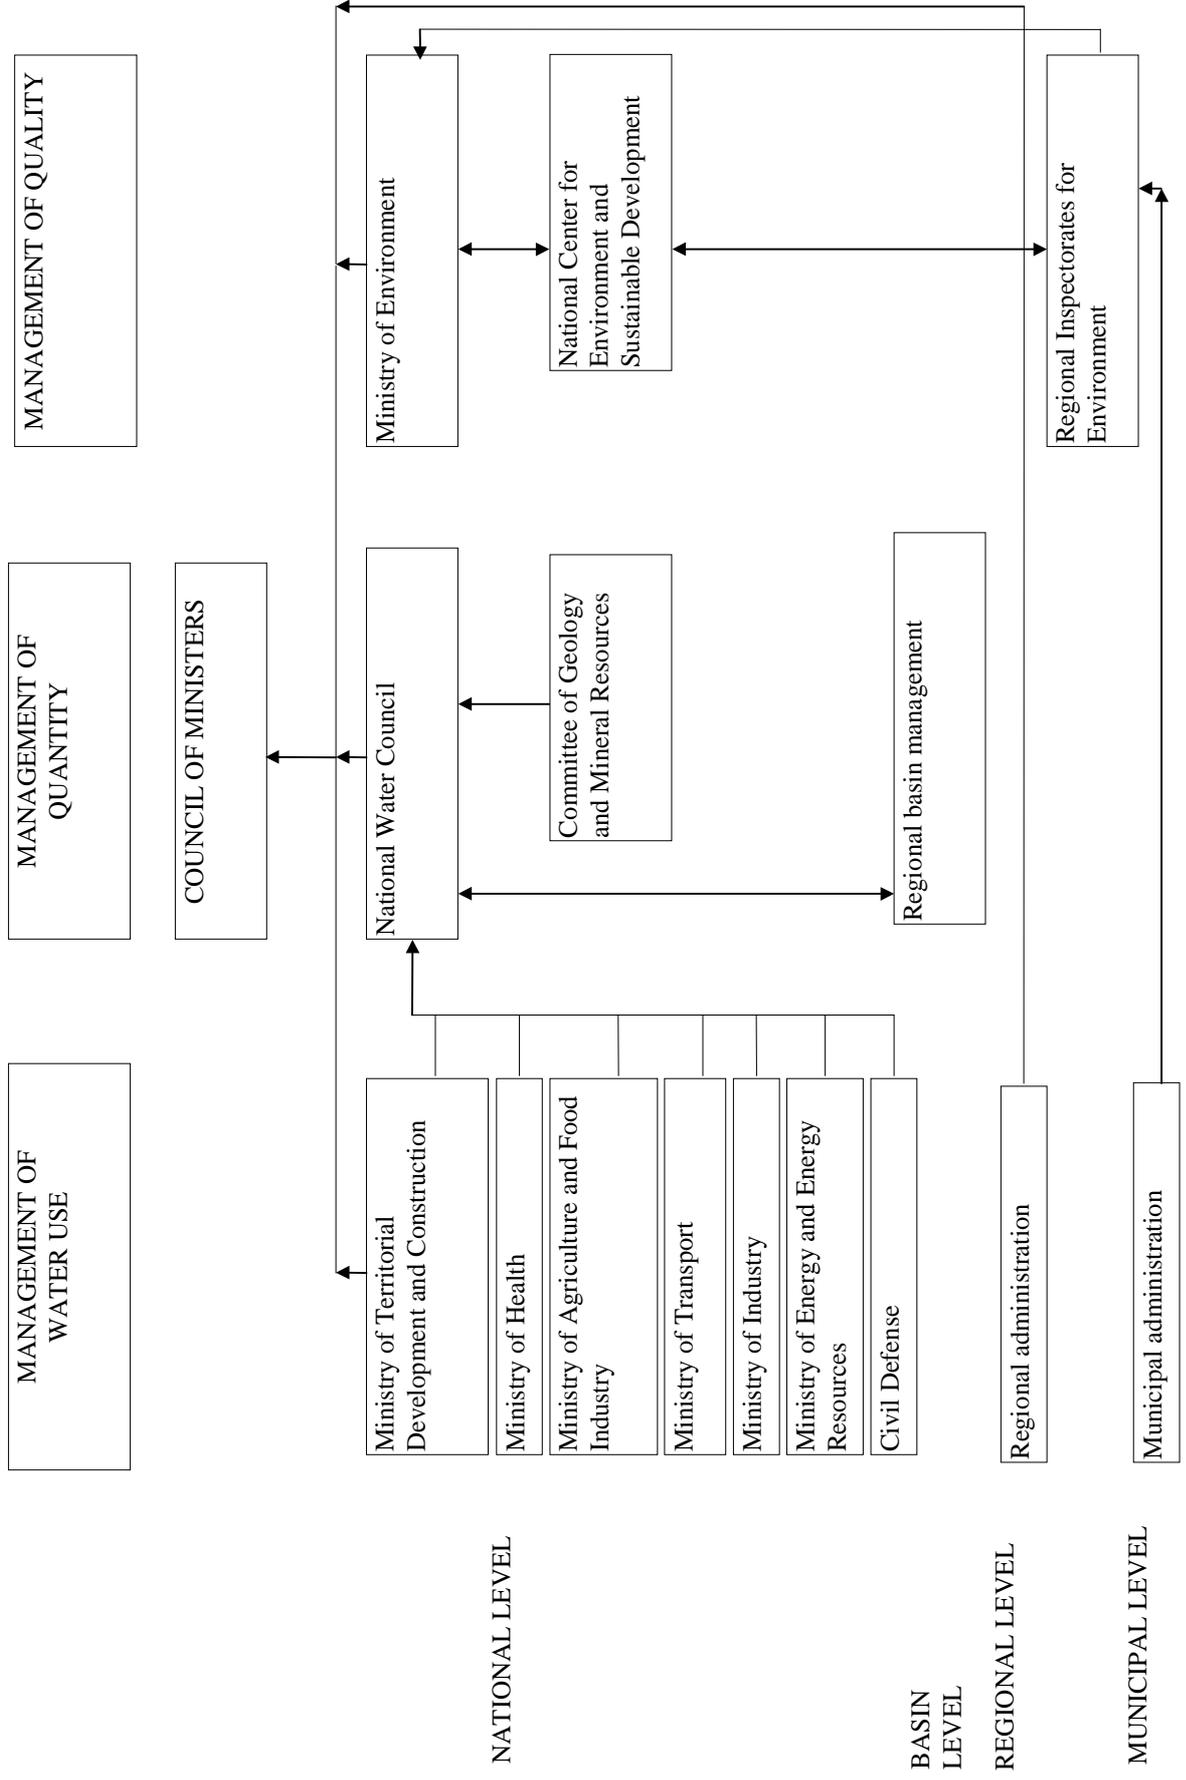 MANAGEMENT OF
WATER USE
MANAGEMENT OF
QUANTITY
MANAGEMENT OF QUALITY
COUNCIL OF MINISTERS
NATIONAL LEVEL
Ministry of Territorial
Development and Construction
Ministry of Health
Ministry of Agriculture and Food
Industry
Ministry of Transport
Ministry of Industry
Ministry of Energy and Energy
Resources
Civil Defense
National Water Council
Committee of Geology
and Mineral Resources
Ministry of Environment
National Center for
Environment and
Sustainable Development
BASIN
LEVEL
Regional basin management
REGIONAL LEVEL
Regional administration
Regional Inspectorates for
Environment
MUNICIPAL LEVEL
Municipal administration